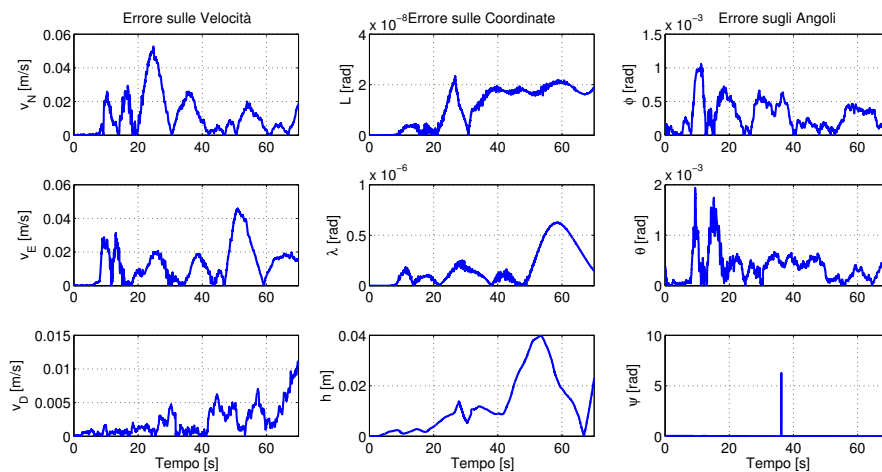 Errore sulle Velocità
0.06
0.04
0.02
0
v_N [m/s]
0 20 40 60
x 10^-8 Errore sulle Coordinate
4
2
0
L [rad]
0 20 40 60
x 10^-3 Errore sugli Angoli
1.5
1
0.5
0
ϕ [rad]
0 20 40 60
0.06
0.04
0.02
0
v_E [m/s]
0 20 40 60
x 10^-6
1
0.5
0
λ [rad]
0 20 40 60
x 10^-3
2
1
0
θ [rad]
0 20 40 60
0.015
0.01
0.005
0
v_D [m/s]
0 20 40 60
Tempo [s]
0.04
0.02
0
h [m]
0 20 40 60
Tempo [s]
10
5
0
ψ [rad]
0 20 40 60
Tempo [s]